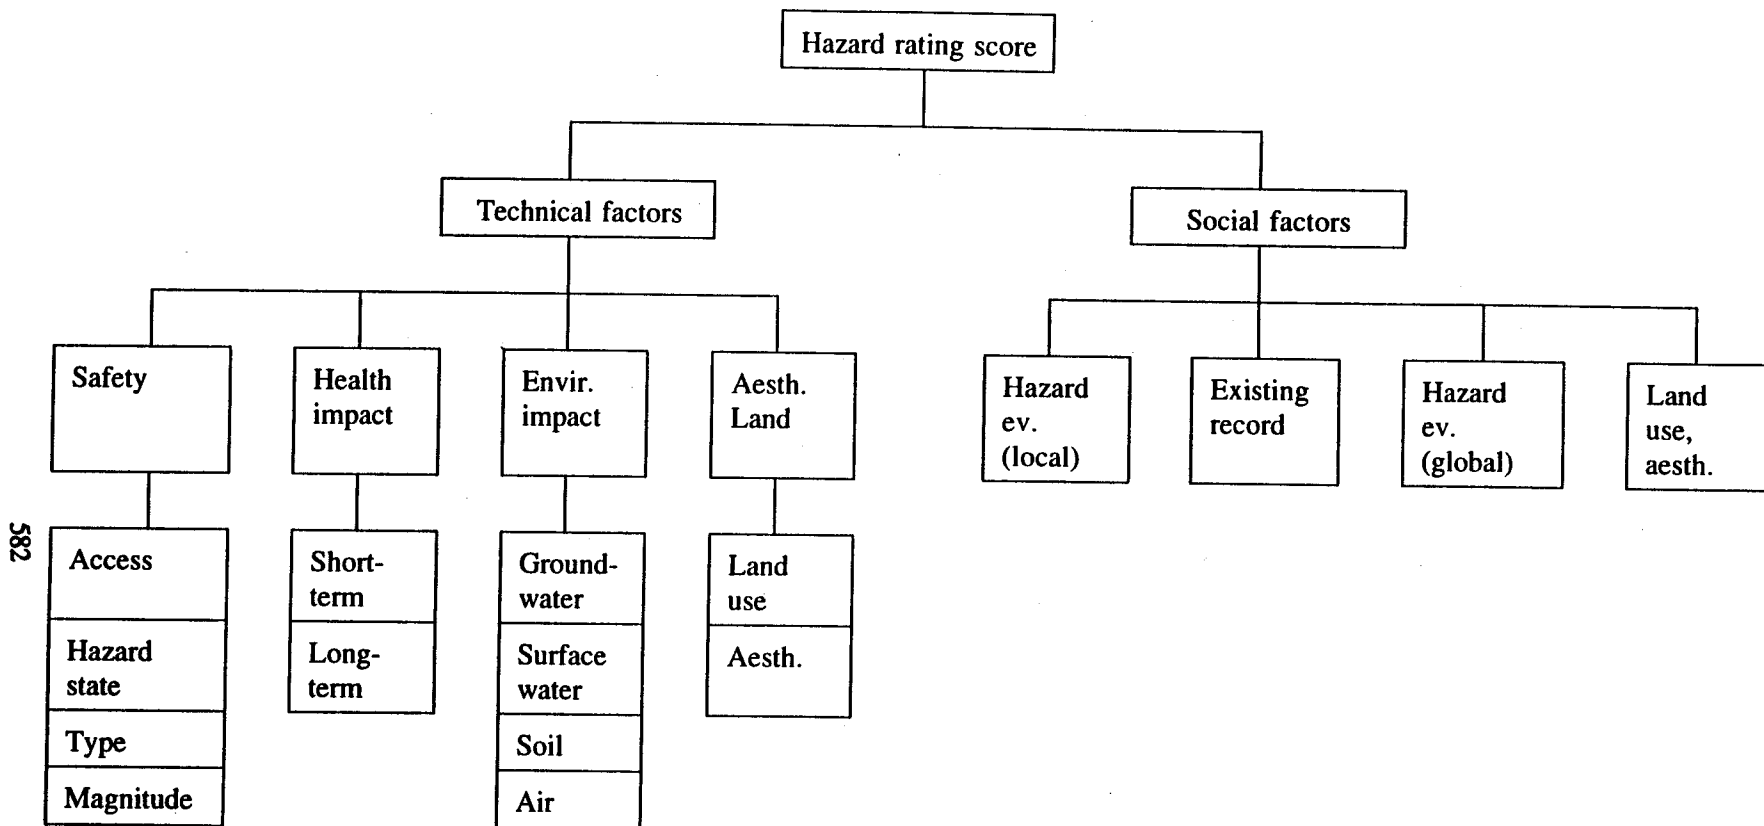 Hazard rating score
Technical factors
Social factors
Safety
Health
impact
Envir.
impact
Aesth.
Land
Hazard
ev.
(local)
Existing
record
Hazard
ev.
(global)
Land
use,
aesth.
Access
Hazard
state
Type
Magnitude
Short-
term
Long-
term
Ground-
water
Surface
water
Soil
Air
Land
use
Aesth.
582